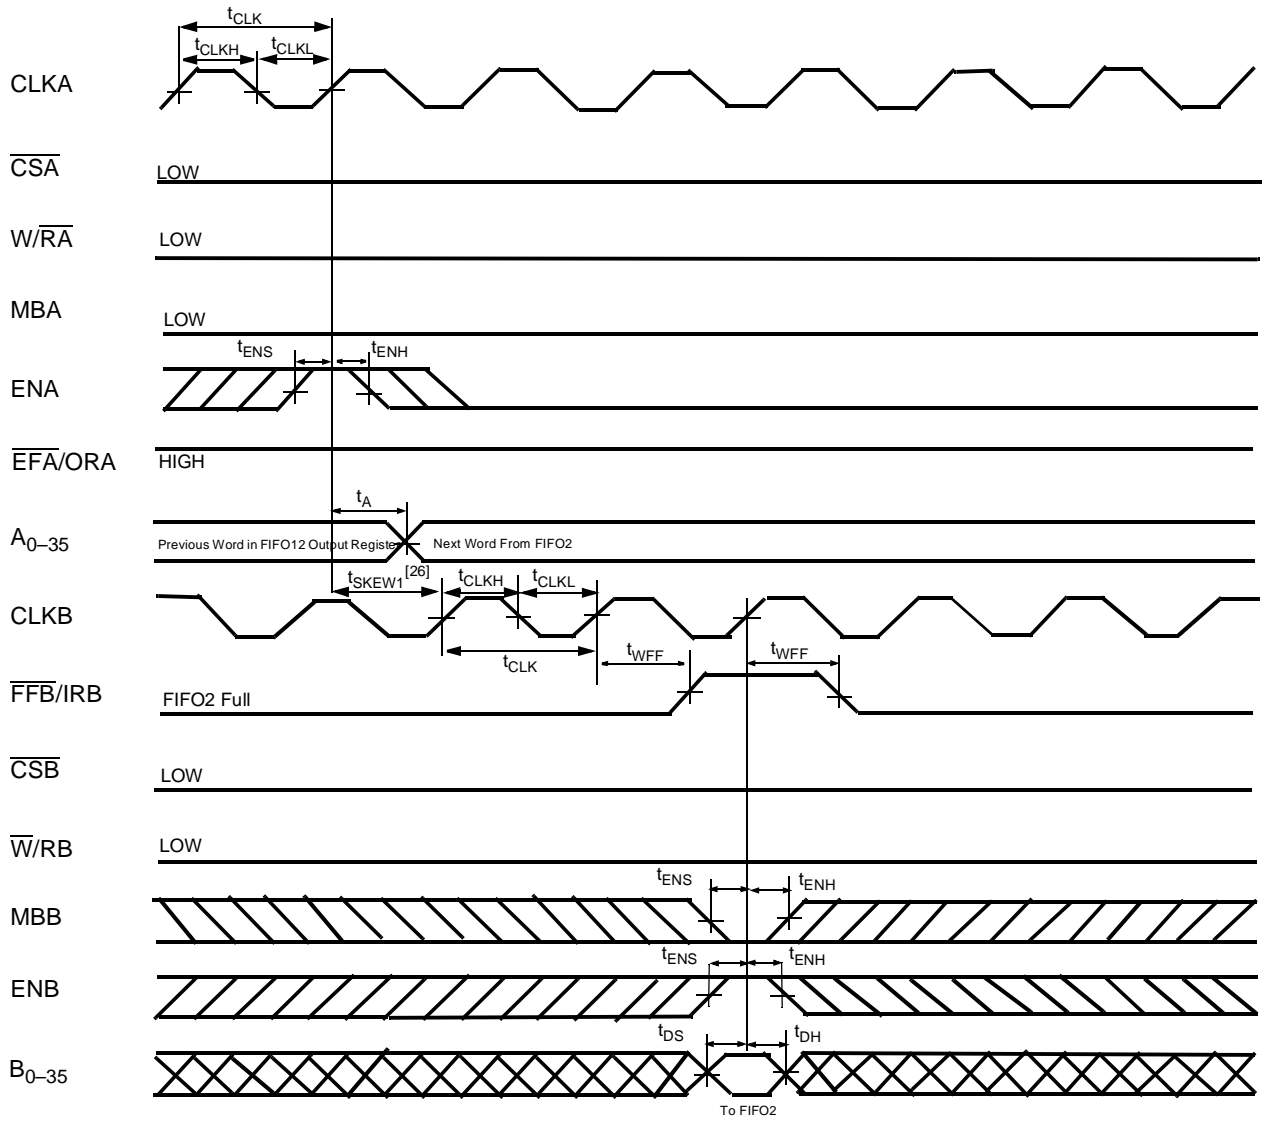 tCLK
tCLKH tCLKL
CLKA
CSA
LOW
W/RA
LOW
MBA
LOW
tENS tENH
ENA
EFA/ORA
HIGH
tA
A0–35
Previous Word in FIFO12 Output Register Next Word From FIFO2
tSKEW1[26] tCLKH tCLKL
CLKB
tCLK
tWFF tWFF
FFB/IRB
FIFO2 Full
CSB
LOW
W/RB
LOW
tENS tENH
MBB
tENS tENH
ENB
tDS tDH
B0–35
To FIFO2